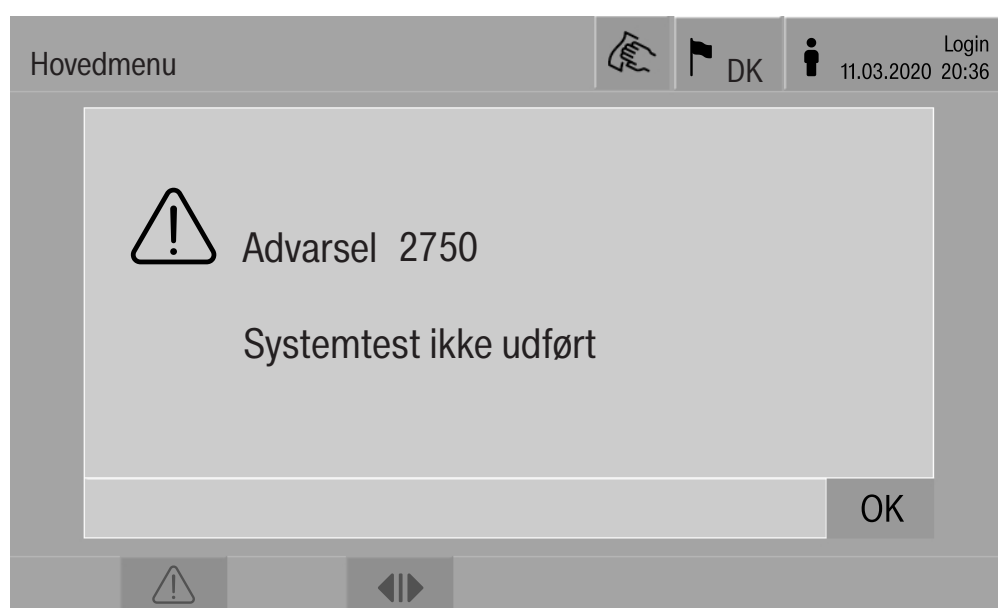 Hovedmenu
DK
Login
11.03.2020 20:36
Advarsel 2750
Systemtest ikke udført
OK